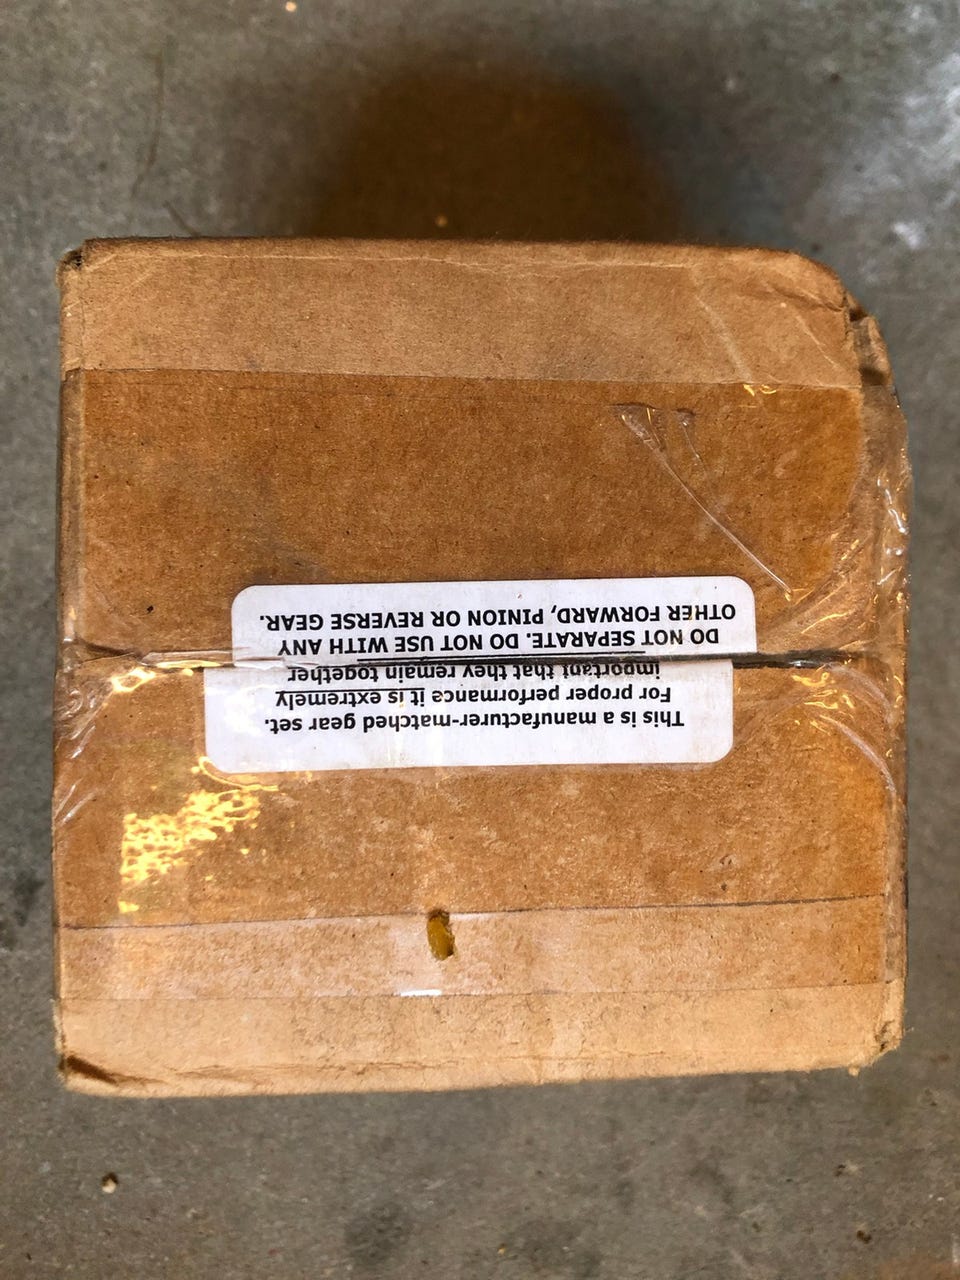 This is a manufacturer-matched gear set.
For proper performance it is extremely
important that they remain together
DO NOT SEPARATE. DO NOT USE WITH ANY
OTHER FORWARD, PINION OR REVERSE GEAR.